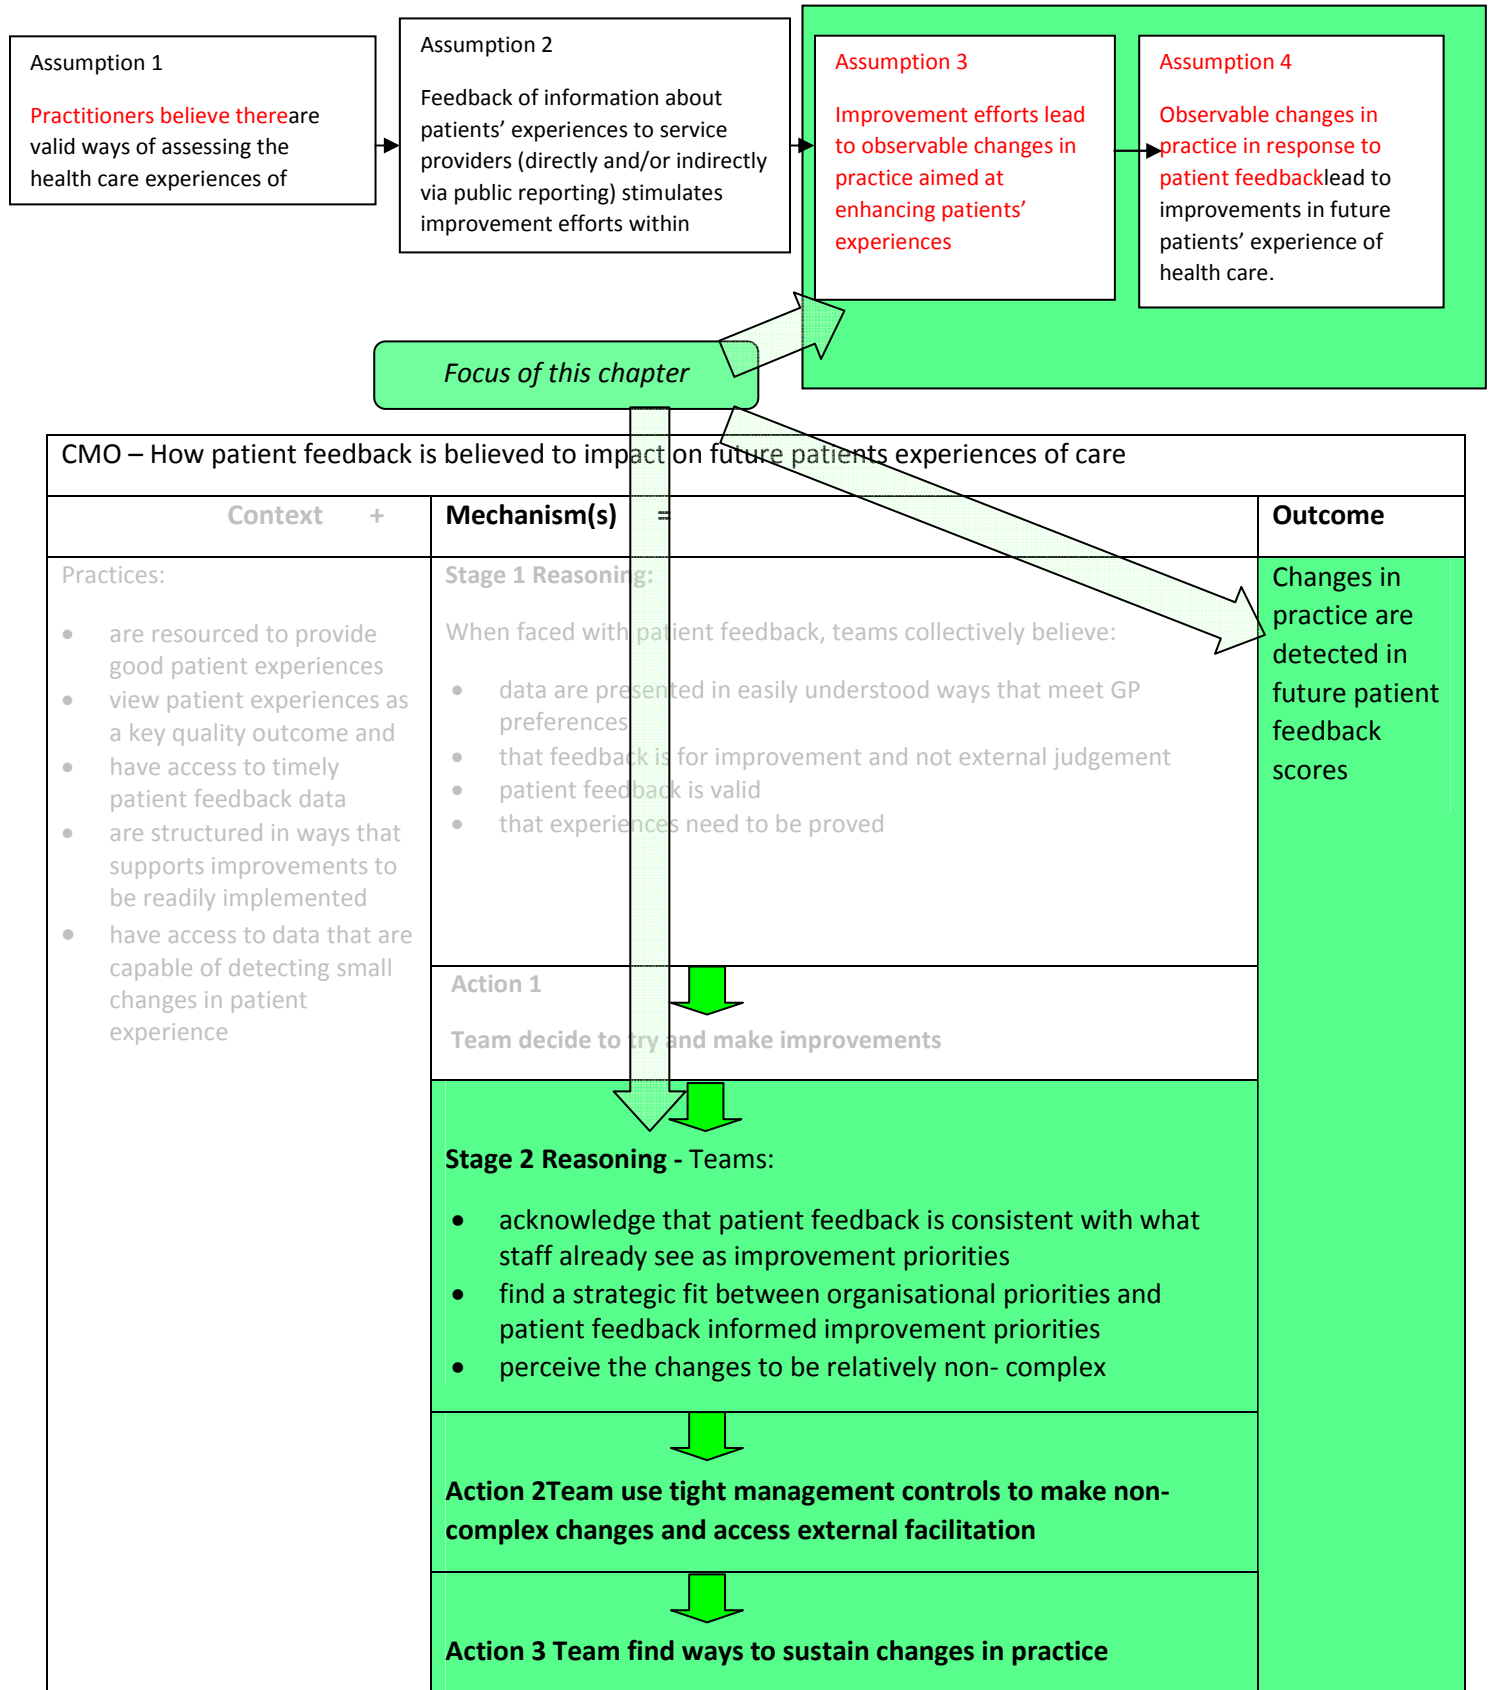 Assumption 1
Practitioners believe thereare
valid ways of assessing the
health care experiences of
Assumption 2
Feedback of information about
patients’ experiences to service
providers (directly and/or indirectly
via public reporting) stimulates
improvement efforts within
Assumption 3
Improvement efforts lead
to observable changes in
practice aimed at
enhancing patients’
experiences
Assumption 4
Observable changes in
practice in response to
patient feedbacklead to
improvements in future
patients’ experience of
health care.
Focus of this chapter
CMO – How patient feedback is believed to impact on future patients experiences of care
Context +
Mechanism(s) =
Outcome
Practices:
• are resourced to provide
good patient experiences
• view patient experiences as
a key quality outcome and
• have access to timely
patient feedback data
• are structured in ways that
supports improvements to
be readily implemented
• have access to data that are
capable of detecting small
changes in patient
experience
Stage 1 Reasoning:
When faced with patient feedback, teams collectively believe:
• data are presented in easily understood ways that meet GP
preferences
• that feedback is for improvement and not external judgement
• patient feedback is valid
• that experiences need to be proved
Action 1
Team decide to try and make improvements
Stage 2 Reasoning - Teams:
• acknowledge that patient feedback is consistent with what
staff already see as improvement priorities
• find a strategic fit between organisational priorities and
patient feedback informed improvement priorities
• perceive the changes to be relatively non- complex
Action 2Team use tight management controls to make non-
complex changes and access external facilitation
Action 3 Team find ways to sustain changes in practice
Changes in
practice are
detected in
future patient
feedback
scores